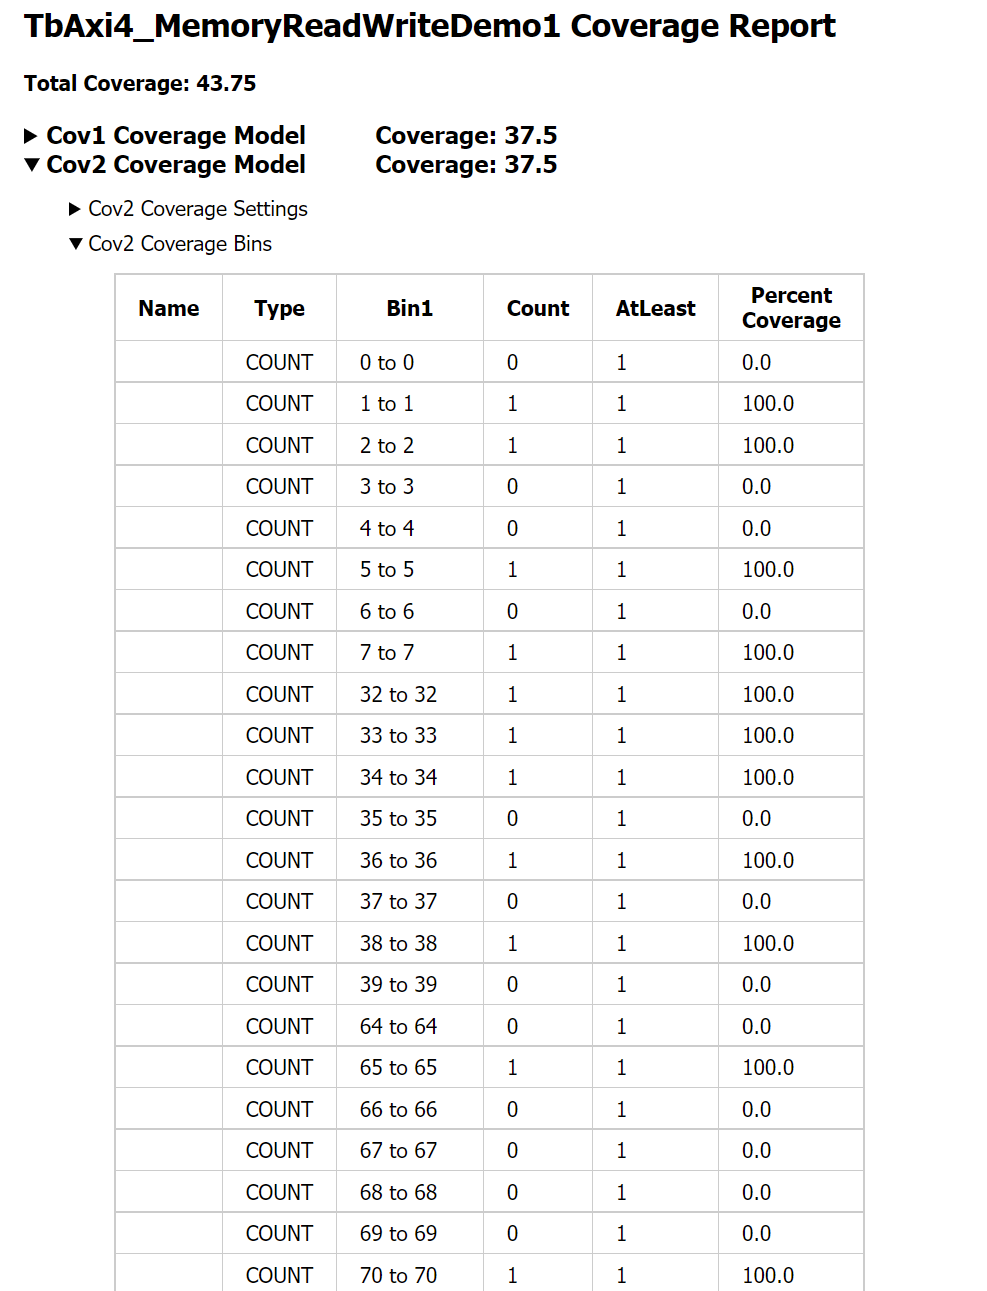 TbAxi4_MemoryReadWriteDemo1 Coverage Report
Total Coverage: 43.75
Cov1 Coverage Model Coverage: 37.5
Cov2 Coverage Model Coverage: 37.5
Cov2 Coverage Settings
Cov2 Coverage Bins
Name Type Bin1 Count AtLeast Percent Coverage
COUNT 0 to 0 0 1 0.0
COUNT 1 to 1 1 1 100.0
COUNT 2 to 2 1 1 100.0
COUNT 3 to 3 0 1 0.0
COUNT 4 to 4 0 1 0.0
COUNT 5 to 5 1 1 100.0
COUNT 6 to 6 0 1 0.0
COUNT 7 to 7 1 1 100.0
COUNT 32 to 32 1 1 100.0
COUNT 33 to 33 1 1 100.0
COUNT 34 to 34 1 1 100.0
COUNT 35 to 35 0 1 0.0
COUNT 36 to 36 1 1 100.0
COUNT 37 to 37 0 1 0.0
COUNT 38 to 38 1 1 100.0
COUNT 39 to 39 0 1 0.0
COUNT 64 to 64 0 1 0.0
COUNT 65 to 65 1 1 100.0
COUNT 66 to 66 0 1 0.0
COUNT 67 to 67 0 1 0.0
COUNT 68 to 68 0 1 0.0
COUNT 69 to 69 0 1 0.0
COUNT 70 to 70 1 1 100.0